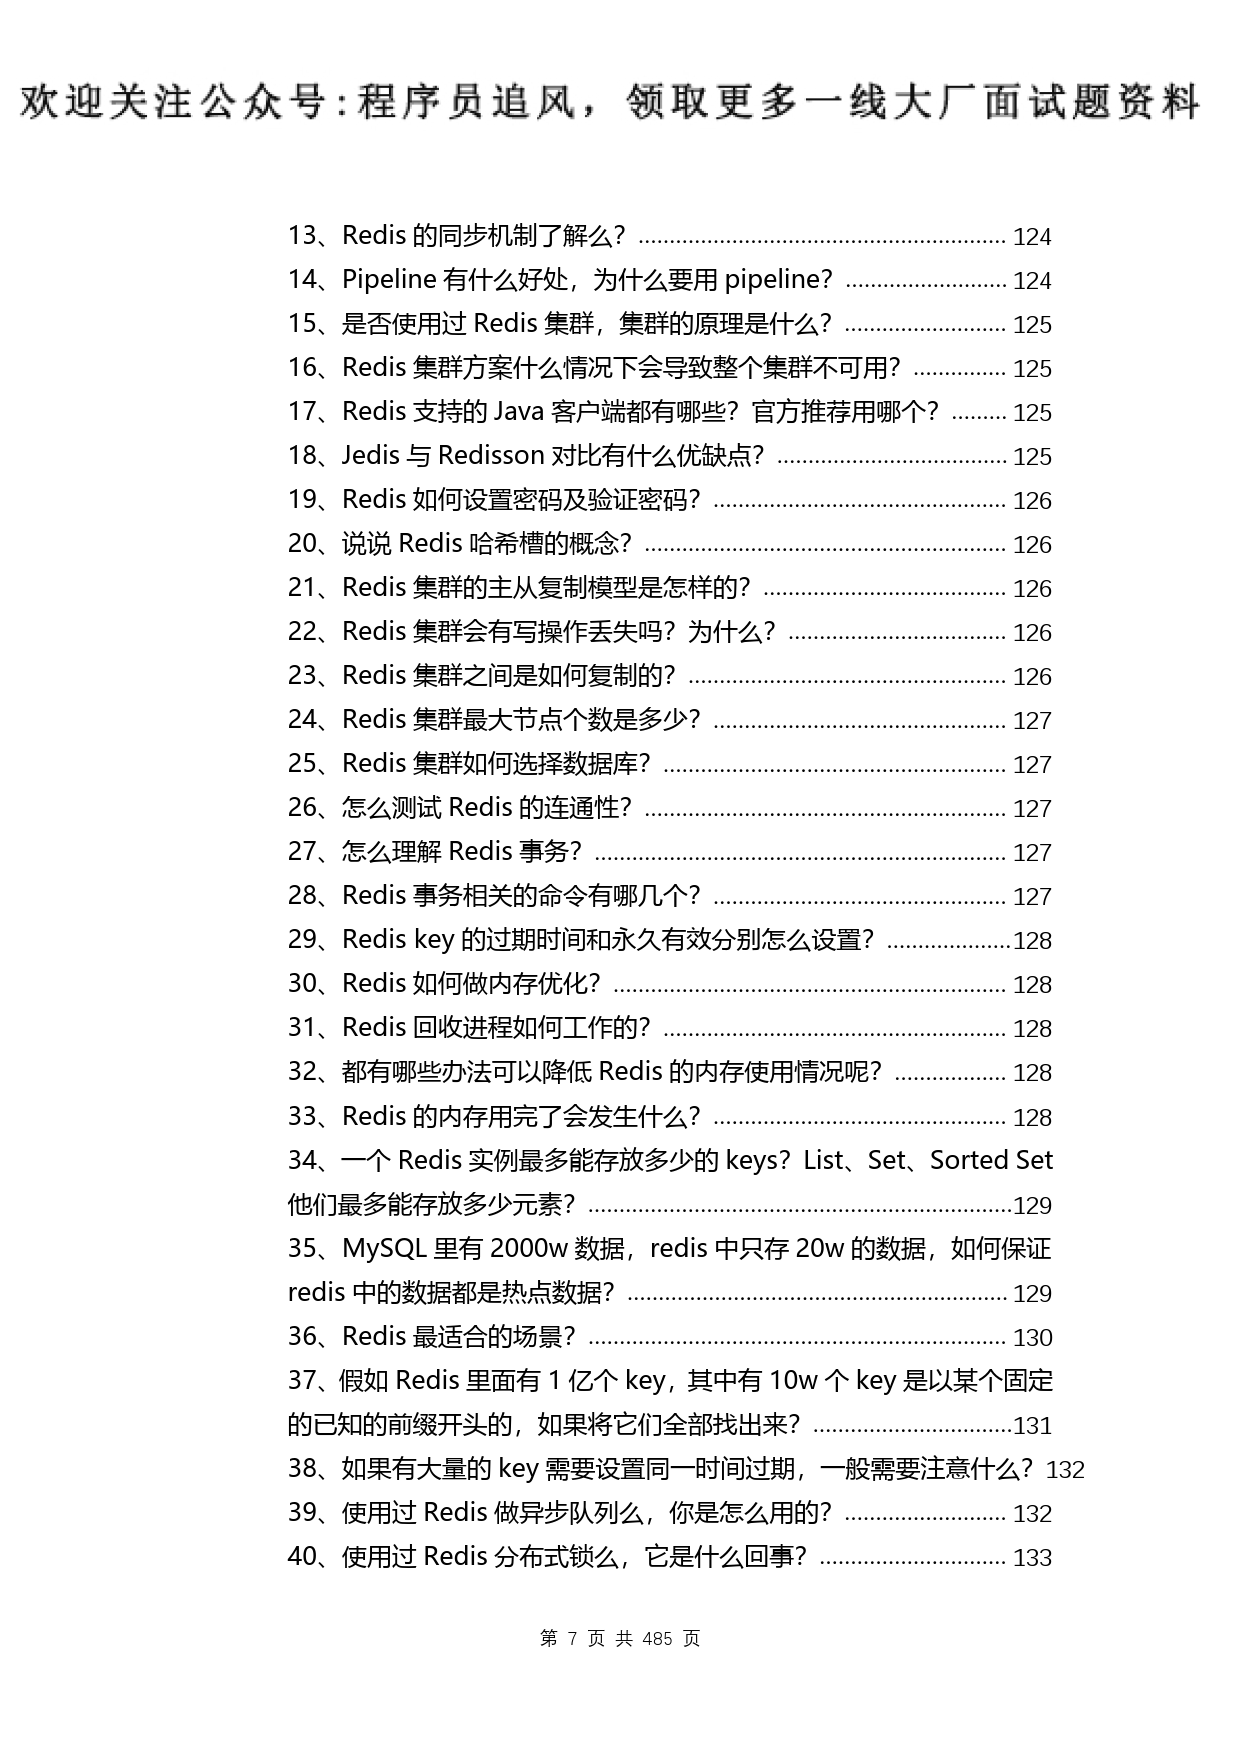 欢迎关注公众号:程序员追风，领取更多一线大厂面试题资料
13、Redis 的同步机制了解么？ ........................................................... 124
14、Pipeline 有什么好处，为什么要用 pipeline？ .......................... 124
15、是否使用过 Redis 集群，集群的原理是什么？ .......................... 125
16、Redis 集群方案什么情况下会导致整个集群不可用？ ............... 125
17、Redis 支持的 Java 客户端都有哪些？官方推荐用哪个？ ......... 125
18、Jedis 与 Redisson 对比有什么优缺点？ ..................................... 125
19、Redis 如何设置密码及验证密码？ ............................................... 126
20、说说 Redis 哈希槽的概念？ .......................................................... 126
21、Redis 集群的主从复制模型是怎样的？ ....................................... 126
22、Redis 集群会有写操作丢失吗？为什么？ ................................... 126
23、Redis 集群之间是如何复制的？ ................................................... 126
24、Redis 集群最大节点个数是多少？ ............................................... 127
25、Redis 集群如何选择数据库？ ....................................................... 127
26、怎么测试 Redis 的连通性？ .......................................................... 127
27、怎么理解 Redis 事务？ .................................................................. 127
28、Redis 事务相关的命令有哪几个？ ............................................... 127
29、Redis key 的过期时间和永久有效分别怎么设置？ ....................128
30、Redis 如何做内存优化？ ............................................................... 128
31、Redis 回收进程如何工作的？ ....................................................... 128
32、都有哪些办法可以降低 Redis 的内存使用情况呢？ .................. 128
33、Redis 的内存用完了会发生什么？ ............................................... 128
34、一个 Redis 实例最多能存放多少的 keys？List、Set、Sorted Set
他们最多能存放多少元素？ ....................................................................129
35、MySQL 里有 2000w 数据，redis 中只存 20w 的数据，如何保证
redis 中的数据都是热点数据？ ............................................................. 129
36、Redis 最适合的场景？ ................................................................... 130
37、假如 Redis 里面有 1 亿个 key，其中有 10w 个 key 是以某个固定
的已知的前缀开头的，如果将它们全部找出来？ ................................131
38、如果有大量的 key 需要设置同一时间过期，一般需要注意什么？ 132
39、使用过 Redis 做异步队列么，你是怎么用的？ .......................... 132
40、使用过 Redis 分布式锁么，它是什么回事？ .............................. 133
第 7 页 共 485 页